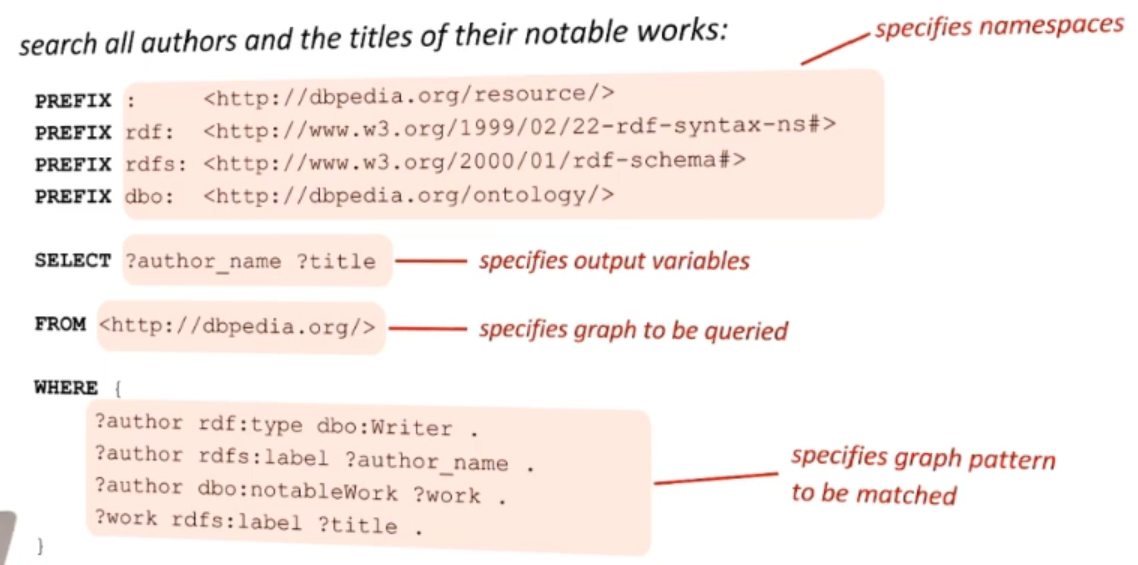 search all authors and the titles of their notable works:
specifies namespaces
PREFIX :     <http://dbpedia.org/resource/>
PREFIX rdf:  <http://www.w3.org/1999/02/22-rdf-syntax-ns#>
PREFIX rdfs: <http://www.w3.org/2000/01/rdf-schema#>
PREFIX dbo:  <http://dbpedia.org/ontology/>
SELECT ?author_name ?title
specifies output variables
FROM <http://dbpedia.org/>
specifies graph to be queried
WHERE {
?author rdf:type dbo:Writer .
?author rdfs:label ?author_name .
?author dbo:notableWork ?work .
?work rdfs:label ?title .
specifies graph pattern
to be matched
}